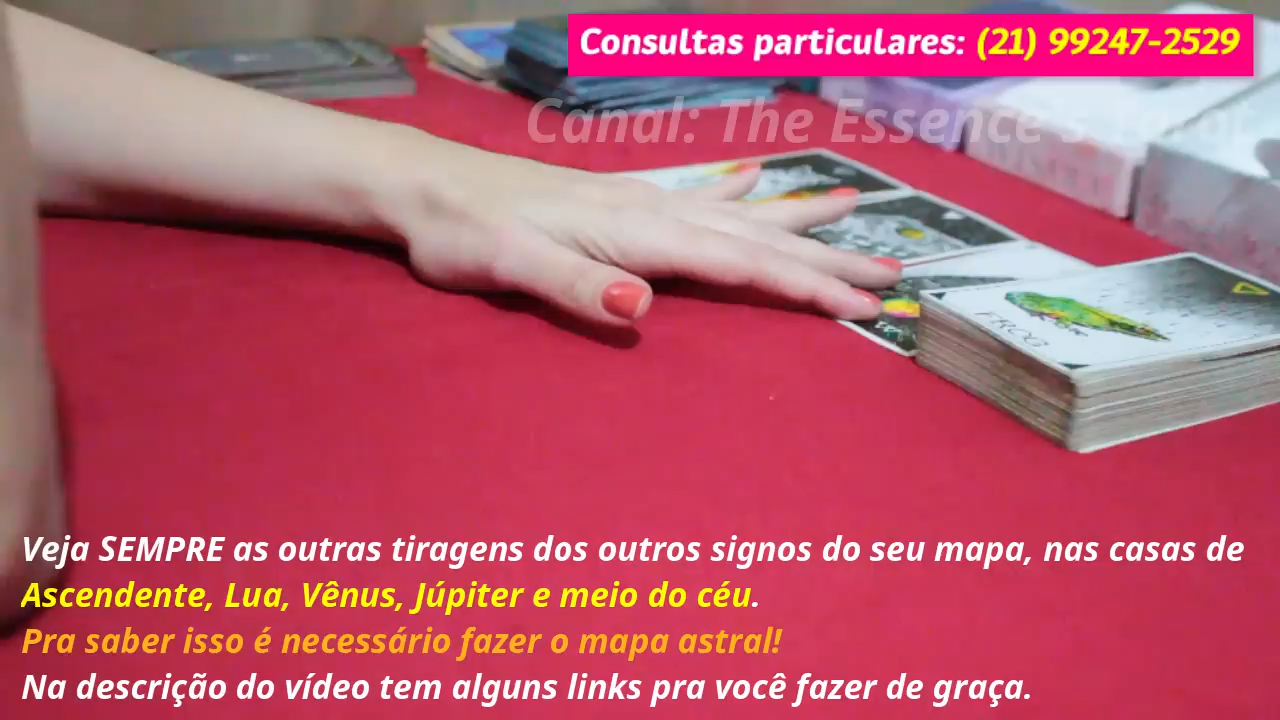 Consultas particulares: (21) 99247-2529
Canal: The Essence's Tarot
FROG
Veja SEMPRE as outras tiragens dos outros signos do seu mapa, nas casas de
Ascendente, Lua, Vênus, Júpiter e meio do céu.
Pra saber isso é necessário fazer o mapa astral!
Na descrição do vídeo tem alguns links pra você fazer de graça.